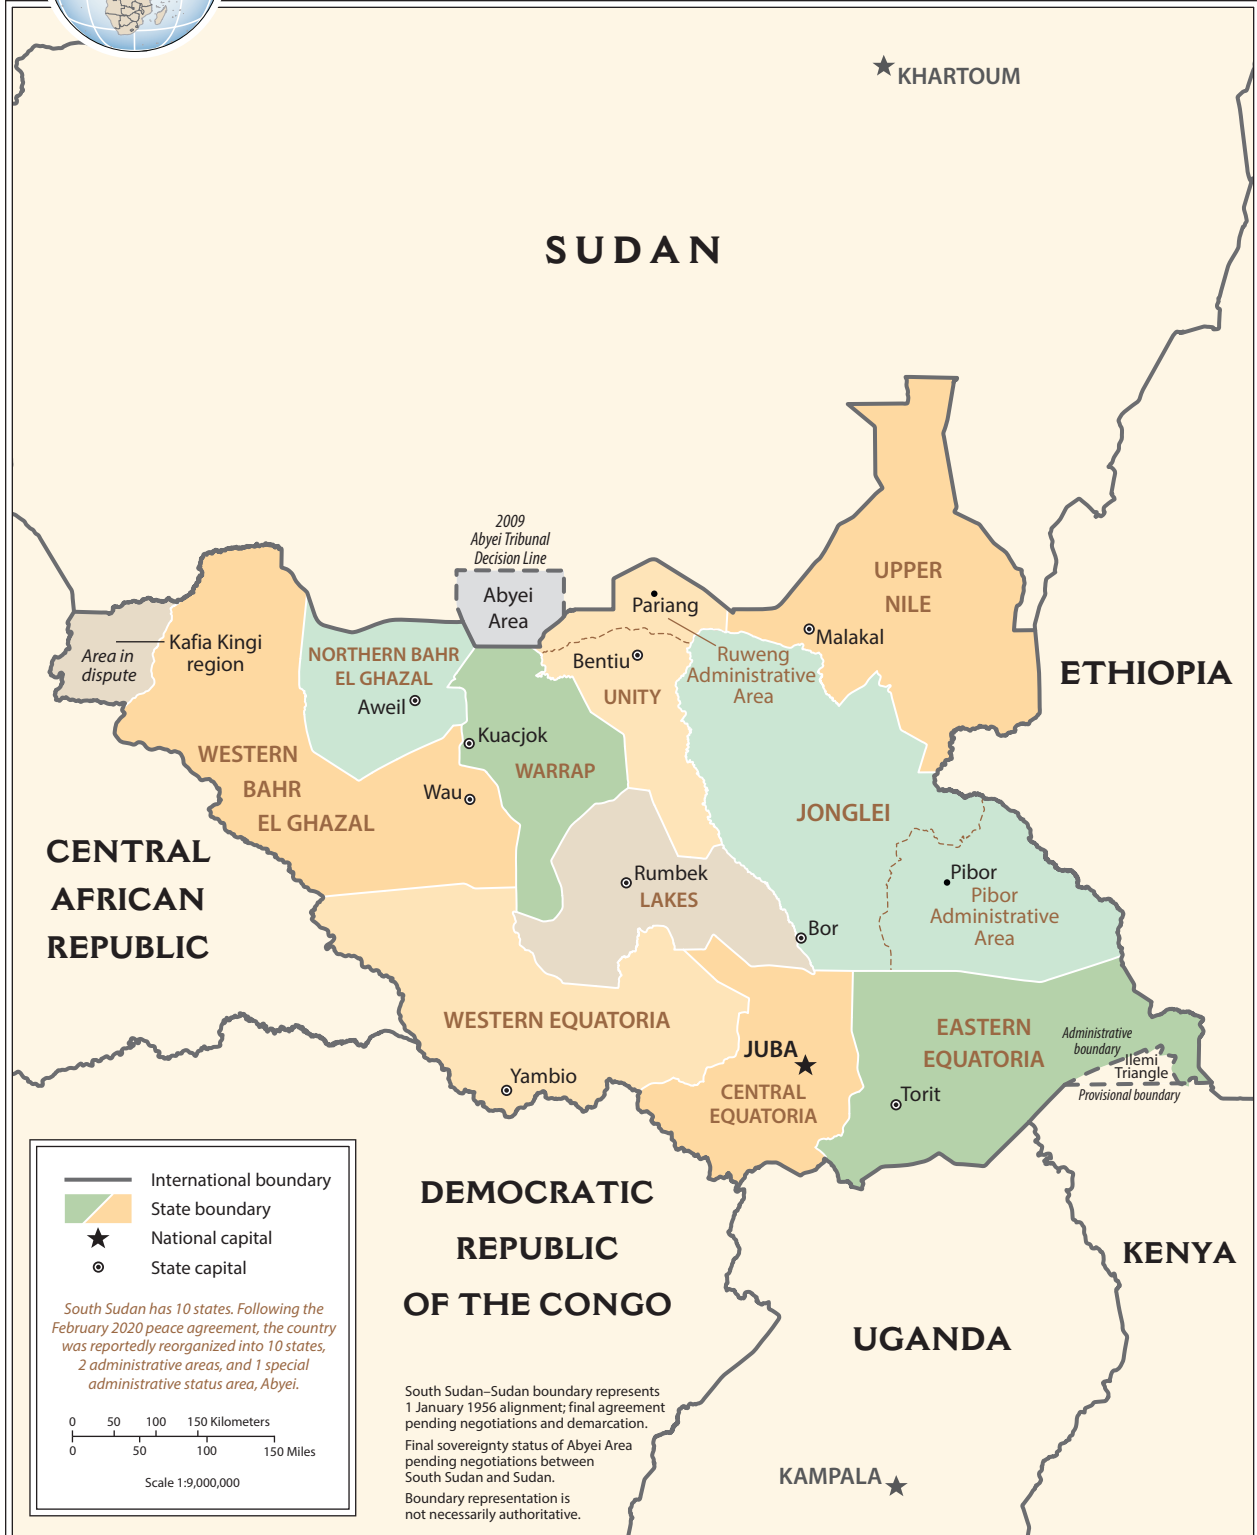 KHARTOUM
SUDAN
2009
Abyei Tribunal
Decision Line
Abyei
Area
UPPER
NILE
Pariang
Malakal
Kafia Kingi
region
Area in
dispute
NORTHERN BAHR
EL GHAZAL
Aweil
Bentiu
UNITY
Ruweng
Administrative
Area
ETHIOPIA
Kuacjok
WARRAP
WESTERN
BAHR
EL GHAZAL
Wau
JONGLEI
CENTRAL
AFRICAN
REPUBLIC
Rumbek
LAKES
Pibor
Pibor
Administrative
Area
Bor
WESTERN EQUATORIA
EASTERN
EQUATORIA
Administrative
boundary
Ilemi
Triangle
Provisional boundary
JUBA
CENTRAL
EQUATORIA
Yambio
Torit
International boundary
State boundary
National capital
State capital
South Sudan has 10 states. Following the
February 2020 peace agreement, the country
was reportedly reorganized into 10 states,
2 administrative areas, and 1 special
administrative status area, Abyei.
0 50 100 150 Kilometers
0 50 100 150 Miles
Scale 1:9,000,000
DEMOCRATIC
REPUBLIC
OF THE CONGO
KENYA
UGANDA
South Sudan–Sudan boundary represents
1 January 1956 alignment; final agreement
pending negotiations and demarcation.
Final sovereignty status of Abyei Area
pending negotiations between
South Sudan and Sudan.
Boundary representation is
not necessarily authoritative.
KAMPALA